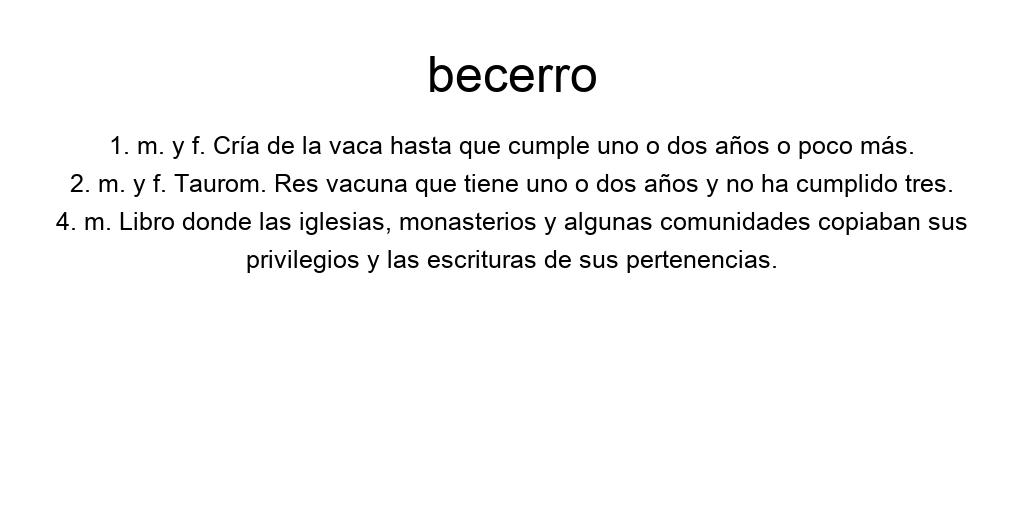 becerro
1. m. y f. Cría de la vaca hasta que cumple uno o dos años o poco más.
2. m. y f. Taurom. Res vacuna que tiene uno o dos años y no ha cumplido tres.
4. m. Libro donde las iglesias, monasterios y algunas comunidades copiaban sus
privilegios y las escrituras de sus pertenencias.